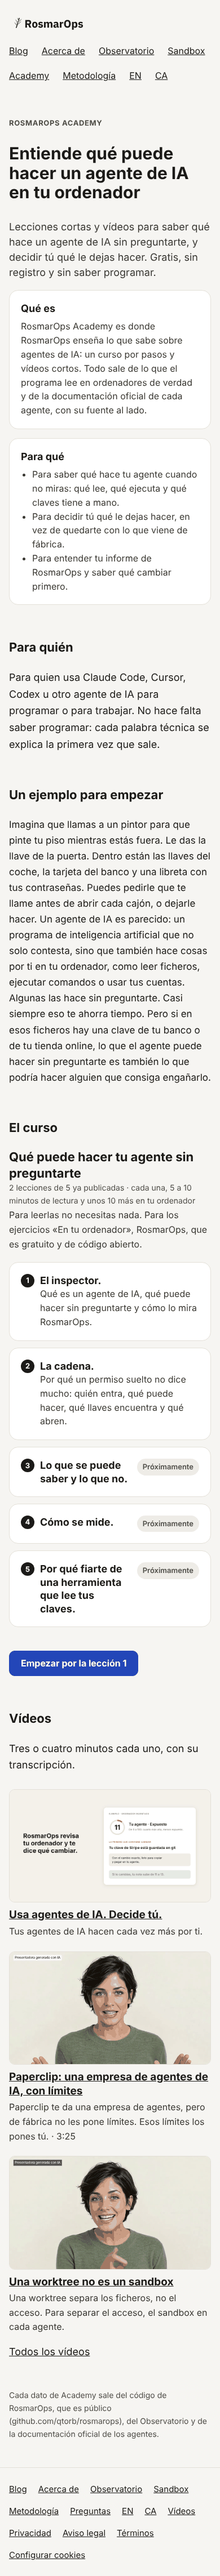 RosmarOps
Blog Acerca de Observatorio Sandbox
Academy Metodología EN CA
ROSMAROPS ACADEMY
Entiende qué puede
hacer un agente de IA
en tu ordenador
Lecciones cortas y vídeos para saber qué
hace un agente de IA sin preguntarte, y
decidir tú qué le dejas hacer. Gratis, sin
registro y sin saber programar.
Qué es
RosmarOps Academy es donde
RosmarOps enseña lo que sabe sobre
agentes de IA: un curso por pasos y
vídeos cortos. Todo sale de lo que el
programa lee en ordenadores de verdad
y de la documentación oficial de cada
agente, con su fuente al lado.
Para qué
• Para saber qué hace tu agente cuando
no miras: qué lee, qué ejecuta y qué
claves tiene a mano.
• Para decidir tú qué le dejas hacer, en
vez de quedarte con lo que viene de
fábrica.
• Para entender tu informe de
RosmarOps y saber qué cambiar
primero.
Para quién
Para quien usa Claude Code, Cursor,
Codex u otro agente de IA para
programar o para trabajar. No hace falta
saber programar: cada palabra técnica se
explica la primera vez que sale.
Un ejemplo para empezar
Imagina que llamas a un pintor para que
pinte tu piso mientras estás fuera. Le das la
llave de la puerta. Dentro están las llaves del
coche, la tarjeta del banco y una libreta con
tus contraseñas. Puedes pedirle que te
llame antes de abrir cada cajón, o dejarle
hacer. Un agente de IA es parecido: un
programa de inteligencia artificial que no
solo contesta, sino que también hace cosas
por ti en tu ordenador, como leer ficheros,
ejecutar comandos o usar tus cuentas.
Algunas las hace sin preguntarte. Casi
siempre eso te ahorra tiempo. Pero si en
esos ficheros hay una clave de tu banco o
de tu tienda online, lo que el agente puede
hacer sin preguntarte es también lo que
podría hacer alguien que consiga engañarlo.
El curso
Qué puede hacer tu agente sin
preguntarte
2 lecciones de 5 ya publicadas · cada una, 5 a 10
minutos de lectura y unos 10 más en tu ordenador
Para leerlas no necesitas nada. Para los
ejercicios «En tu ordenador», RosmarOps, que
es gratuito y de código abierto.
1 El inspector.
Qué es un agente de IA, qué puede
hacer sin preguntarte y cómo lo mira
RosmarOps.
2 La cadena.
Por qué un permiso suelto no dice
mucho: quién entra, qué puede
hacer, qué llaves encuentra y qué
abren.
3 Lo que se puede
saber y lo que no.
Próximamente
4 Cómo se mide.
Próximamente
5 Por qué fiarte de
una herramienta
que lee tus
claves.
Próximamente
Empezar por la lección 1
Vídeos
Tres o cuatro minutos cada uno, con su
transcripción.
RosmarOps revisa
tu ordenador y te
dice qué cambiar.
11
Tu agente · Expuesto
Usa agentes de IA. Decide tú.
Tus agentes de IA hacen cada vez más por ti.
Presentadora generada con IA
Paperclip: una empresa de agentes de
IA, con límites
Paperclip te da una empresa de agentes, pero
de fábrica no les pone límites. Esos límites los
pones tú. · 3:25
Presentadora generada con IA
Una worktree no es un sandbox
Una worktree separa los ficheros, no el
acceso. Para separar el acceso, el sandbox en
cada agente.
Todos los vídeos
Cada dato de Academy sale del código de
RosmarOps, que es público
(github.com/qtorb/rosmarops), del Observatorio y de
la documentación oficial de los agentes.
Blog Acerca de Observatorio Sandbox
Metodología Preguntas EN CA Vídeos
Privacidad Aviso legal Términos
Configurar cookies